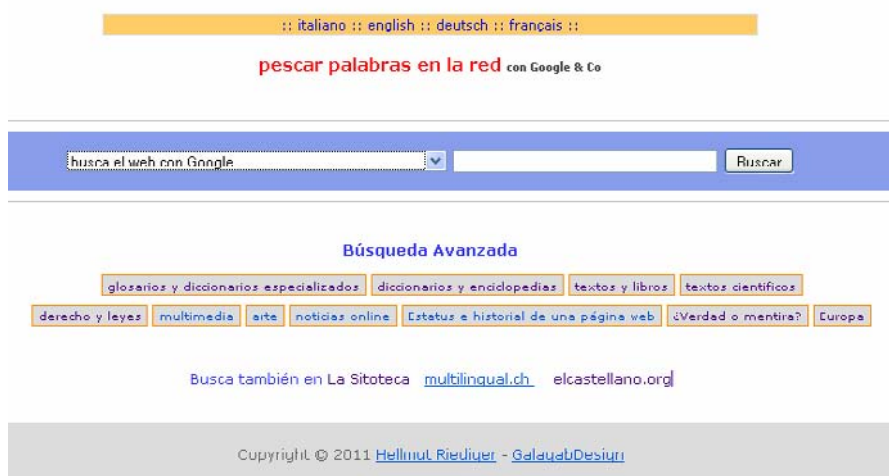 :: italiano :: english :: deutsch :: français ::
pescar palabras en la red con Google & Co
busca el web con Google Buscar
Búsqueda Avanzada
glosarios y diccionarios especializados diccionarios y enciclopedias textos y libros textos científicos
derecho y leyes multimedia arte noticias online Estatus e historial de una página web ¿Verdad o mentira? Europa
Busca también en La Sitoteca multilingual.ch elcastellano.org
Copyright © 2011 Hellmut Riediger - GalayabDesign